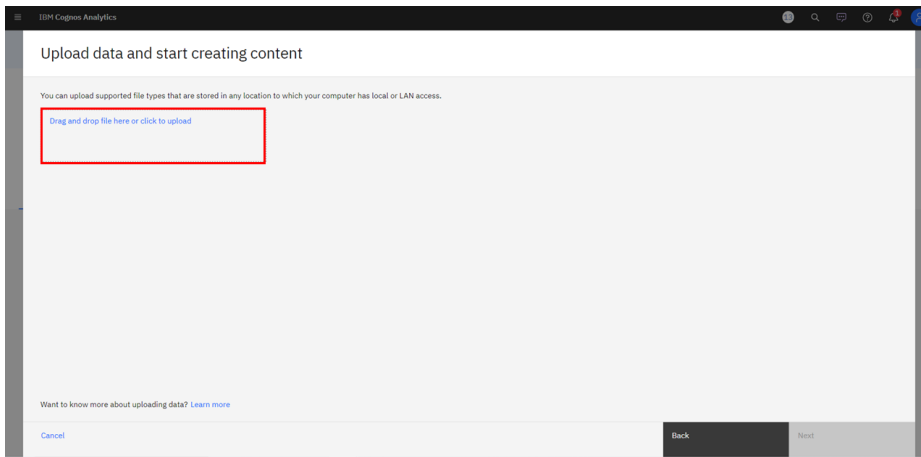 IBM Cognos Analytics
13
1
Upload data and start creating content
You can upload supported file types that are stored in any location to which your computer has local or LAN access.
Drag and drop file here or click to upload
Want to know more about uploading data? Learn more
Cancel
Back
Next